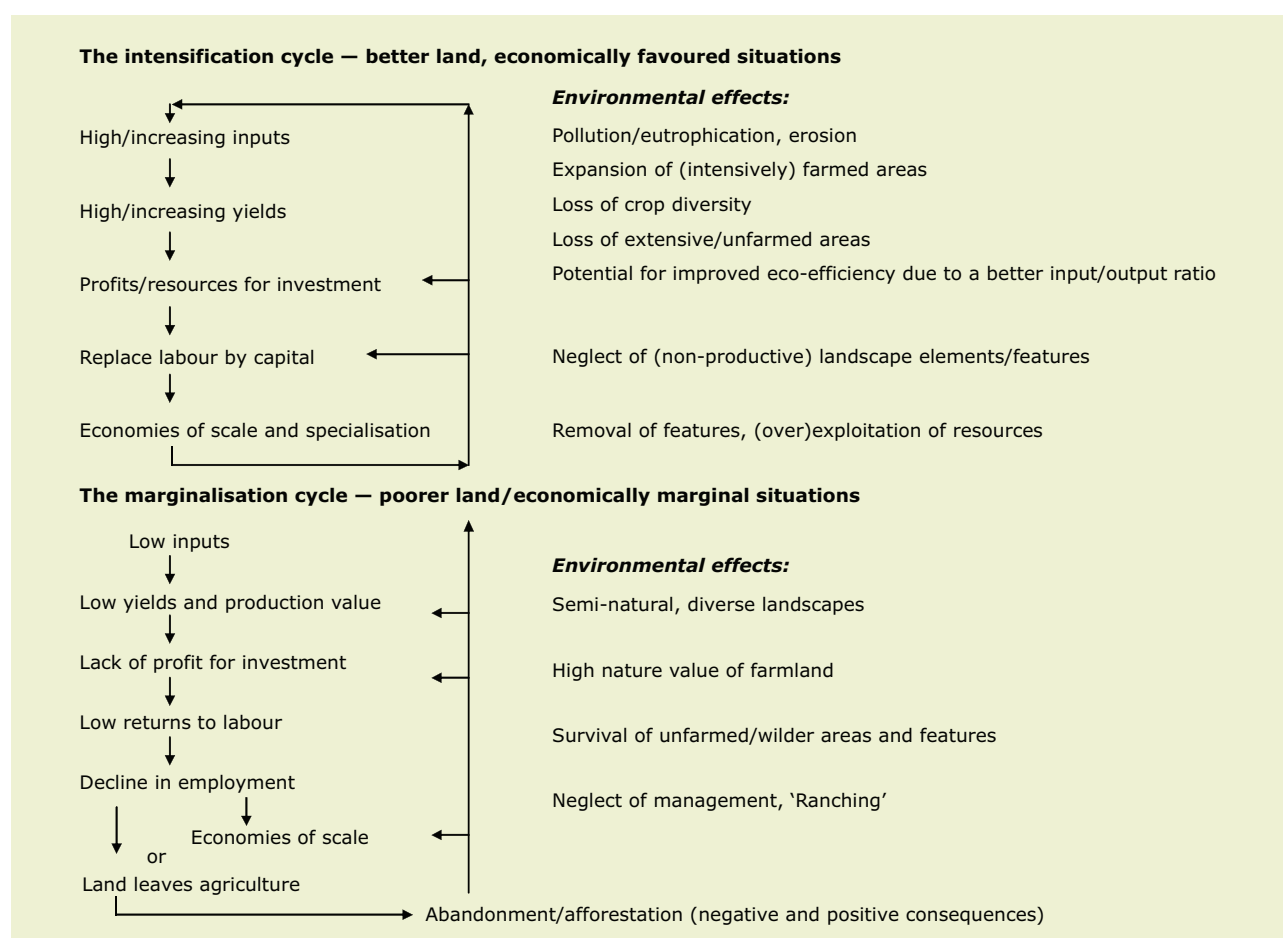 The intensification cycle — better land, economically favoured situations
Environmental effects:
High/increasing inputs
Pollution/eutrophication, erosion
Expansion of (intensively) farmed areas
High/increasing yields
Loss of crop diversity
Loss of extensive/unfarmed areas
Profits/resources for investment
Potential for improved eco-efficiency due to a better input/output ratio
Replace labour by capital
Neglect of (non-productive) landscape elements/features
Economies of scale and specialisation
Removal of features, (over)exploitation of resources
The marginalisation cycle — poorer land/economically marginal situations
Low inputs
Environmental effects:
Low yields and production value
Semi-natural, diverse landscapes
Lack of profit for investment
High nature value of farmland
Low returns to labour
Survival of unfarmed/wilder areas and features
Decline in employment
Neglect of management, ‘Ranching’
Economies of scale
or
Land leaves agriculture
Abandonment/afforestation (negative and positive consequences)